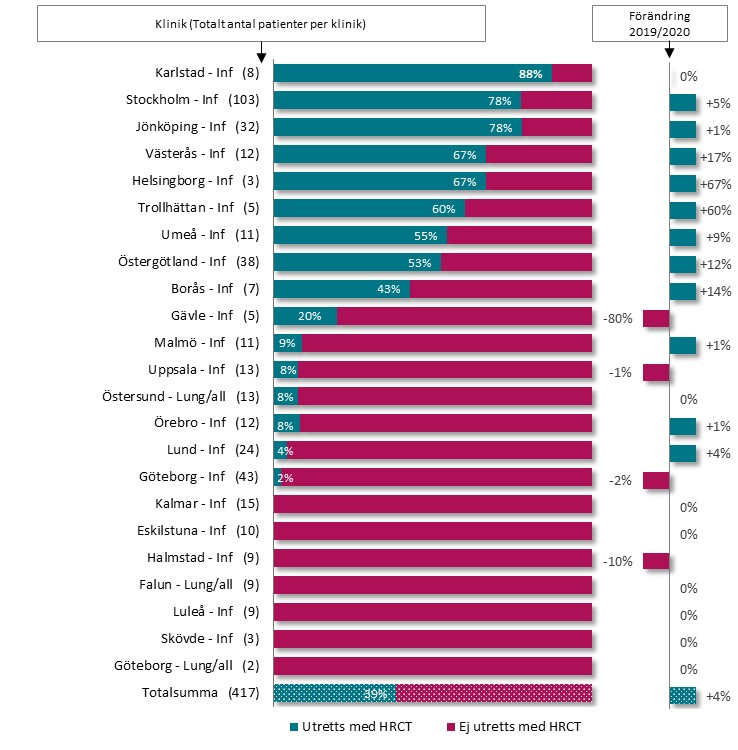 Klinik (Totalt antal patienter per klinik)
Förändring
2019/2020
Karlstad - Inf (8) 88% 0%
Stockholm - Inf (103) 78% +5%
Jönköping - Inf (32) 78% +1%
Västerås - Inf (12) 67% +17%
Helsingborg - Inf (3) 67% +67%
Trollhättan - Inf (5) 60% +60%
Umeå - Inf (11) 55% +9%
Östergötland - Inf (38) 53% +12%
Borås - Inf (7) 43% +14%
Gävle - Inf (5) 20% -80%
Malmö - Inf (11) 9% +1%
Uppsala - Inf (13) 8% -1%
Östersund - Lung/all (13) 8% 0%
Örebro - Inf (12) 8% +1%
Lund - Inf (24) 4% +4%
Göteborg - Inf (43) 2% -2%
Kalmar - Inf (15) 0%
Eskilstuna - Inf (10) 0%
Halmstad - Inf (9) -10%
Falun - Lung/all (9) 0%
Luleå - Inf (9) 0%
Skövde - Inf (3) 0%
Göteborg - Lung/all (2) 0%
Totalsumma (417) 39% +4%
Utretts med HRCT Ej utretts med HRCT